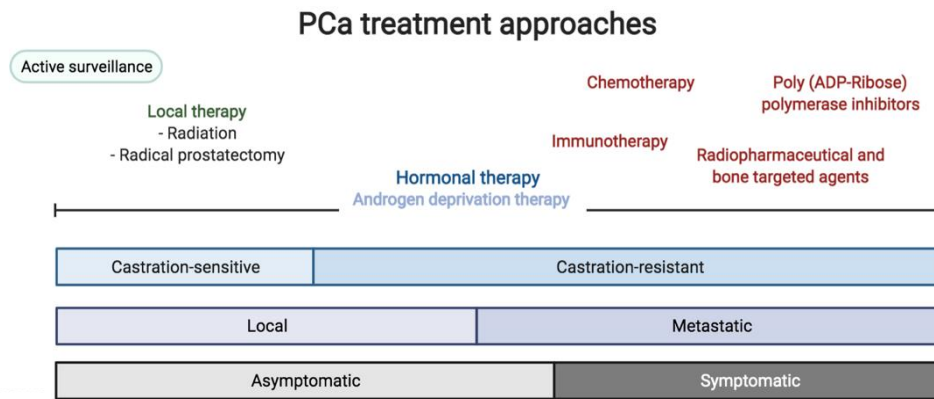 PCa treatment approaches
Active surveillance
Local therapy
- Radiation
- Radical prostatectomy
Chemotherapy
Poly (ADP-Ribose)
polymerase inhibitors
Immunotherapy
Radiopharmaceutical and
bone targeted agents
Hormonal therapy
Androgen deprivation therapy
Castration-sensitive
Castration-resistant
Local
Metastatic
Asymptomatic
Symptomatic